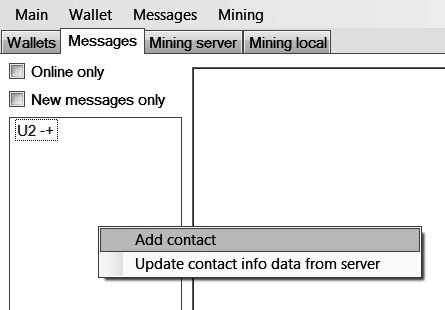 Main Wallet Messages Mining
Wallets Messages Mining server Mining local
Online only
New messages only
U2 -+
Add contact
Update contact info data from server